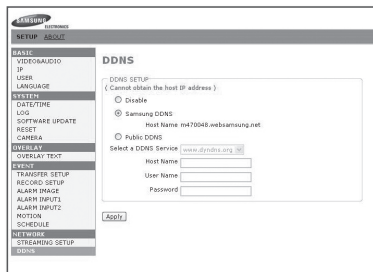 SAMSUNG
ELECTRONICS
SETUP ABOUT
BASIC
VIDEO&AUDIO
IP
USER
LANGUAGE
SYSTEM
DATE/TIME
LOG
SOFTWARE UPDATE
RESET
CAMERA
OVERLAY
OVERLAY TEXT
EVENT
TRANSFER SETUP
RECORD SETUP
ALARM IMAGE
ALARM INPUT1
ALARM INPUT2
MOTION
SCHEDULE
NETWORK
STREAMING SETUP
DDNS
DDNS
DDNS SETUP
( Cannot obtain the host IP address )
Disable
Samsung DDNS
Host Name m470048.websamsung.net
Public DDNS
Select a DDNS Service www.dyndns.org
Host Name
User Name
Password
Apply